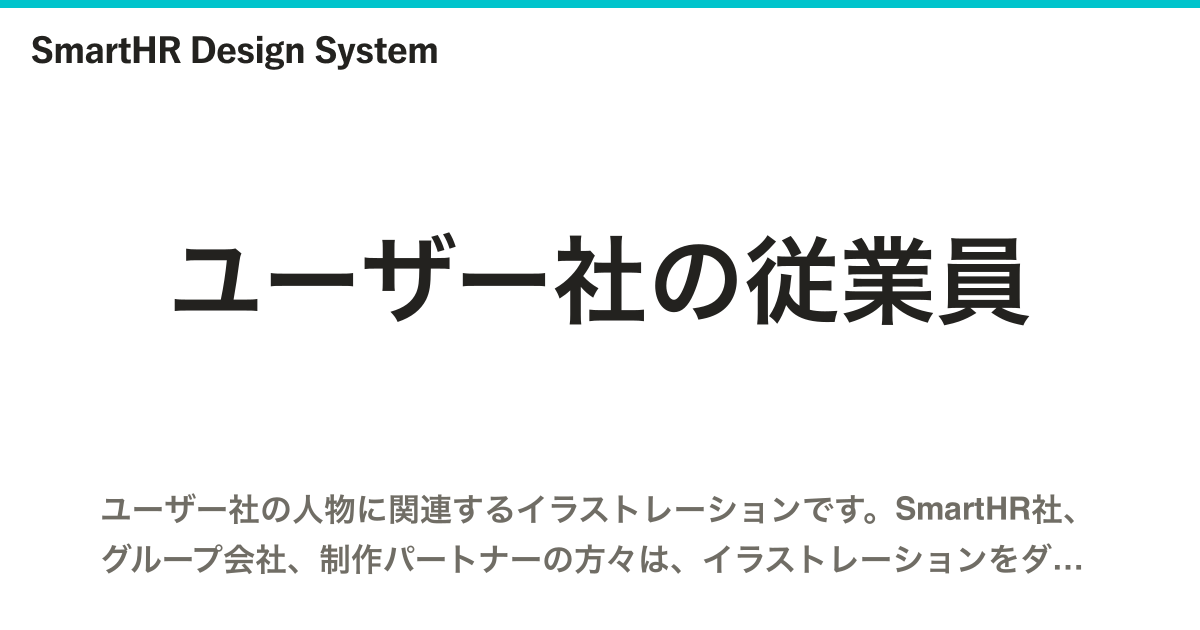 SmartHR Design System
ユーザー社の従業員
ユーザー社の人物に関連するイラストレーションです。SmartHR社、
グループ会社、制作パートナーの方々は、イラストレーションをダ…